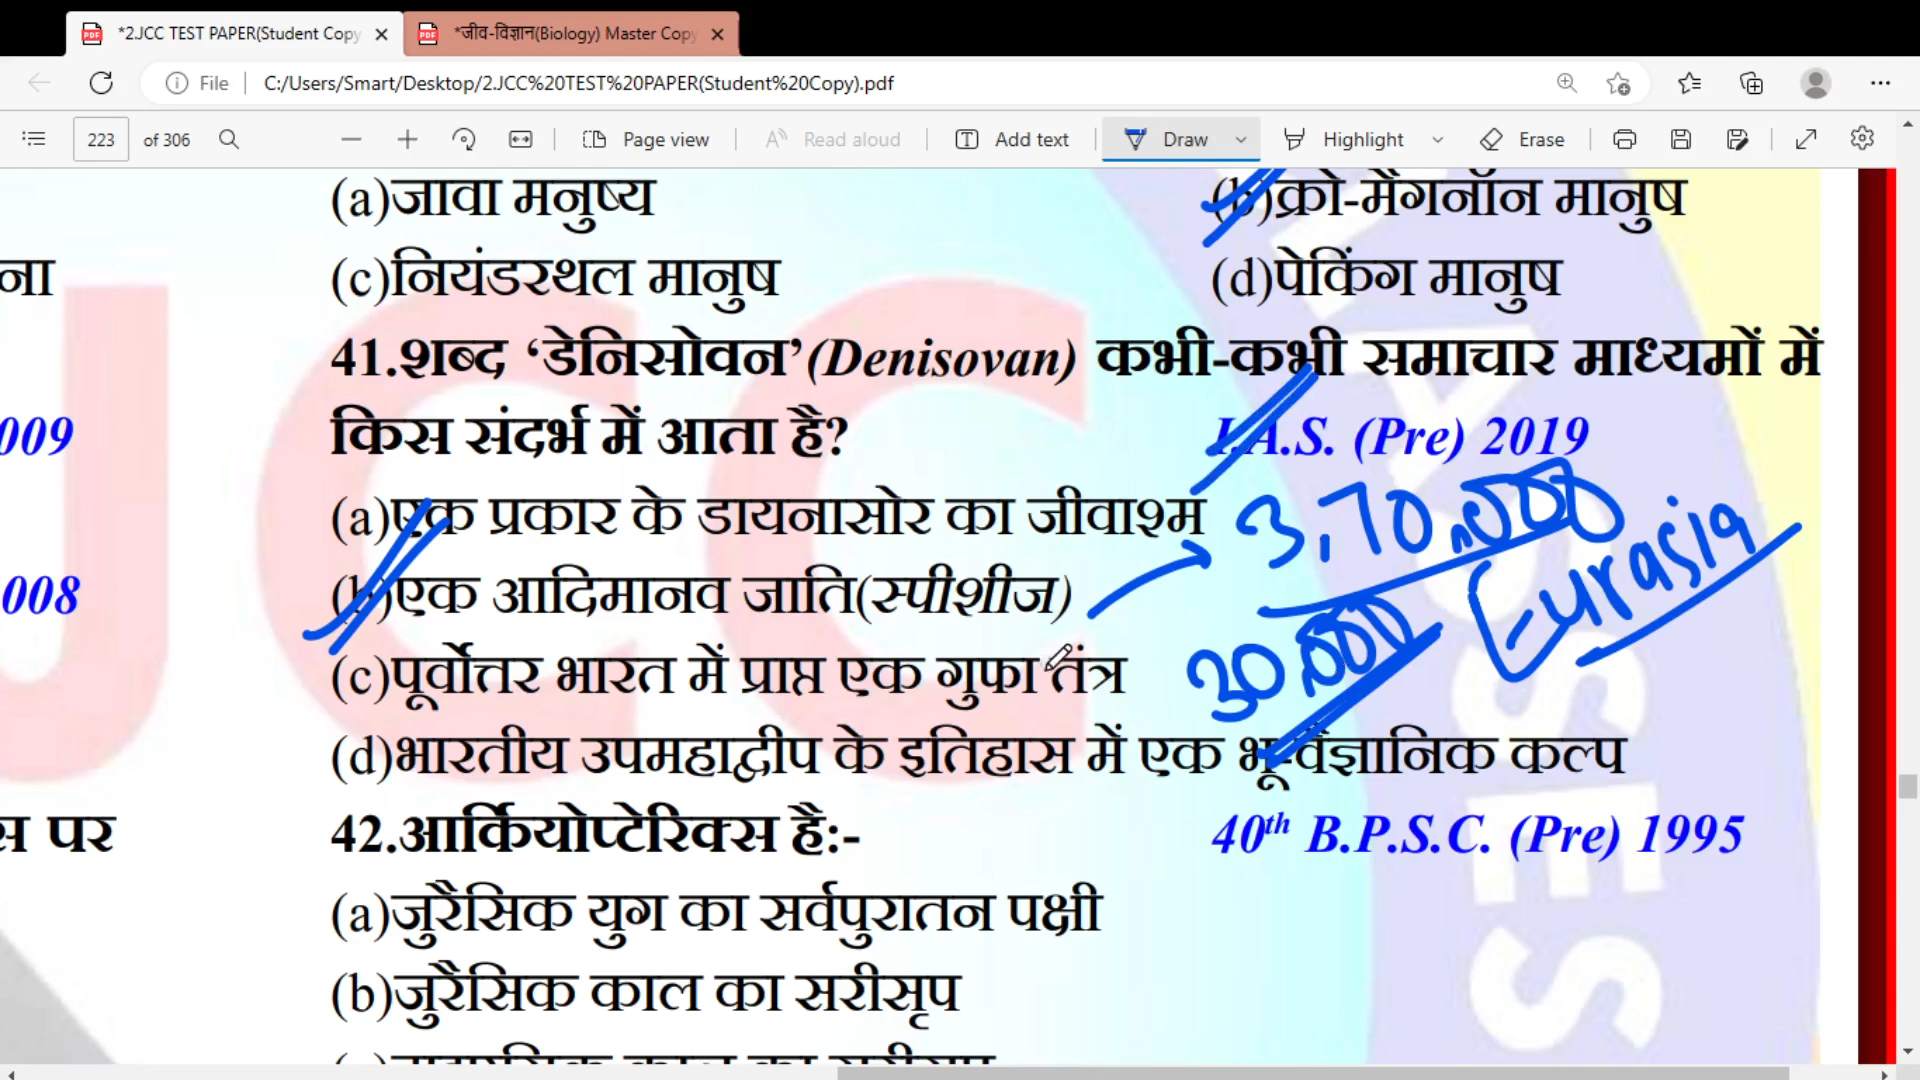 *2.JCC TEST PAPER(Student Copy
*जीव-विज्ञान(Biology) Master Copy
File
C:/Users/Smart/Desktop/2.JCC%20TEST%20PAPER(Student%20Copy).pdf
223 of 306
Page view
Read aloud
Add text
Draw
Highlight
Erase
(a)जावा मनुष्य (b)क्रो-मैगनॉन मानुष
ना (c)नियंडरथल मानुष (d)पेकिंग मानुष
41.शब्द ‘डेनिसोवन’(Denisovan) कभी-कभी समाचार माध्यमों में
009 किस संदर्भ में आता है? I.A.S. (Pre) 2019
(a)एक प्रकार के डायनासोर का जीवाश्म 3,70,000
Eurasia
008 (b)एक आदिमानव जाति(स्पीशीज)
(c)पूर्वोत्तर भारत में प्राप्त एक गुफा तंत्र 30,000
(d)भारतीय उपमहाद्वीप के इतिहास में एक भू-वैज्ञानिक कल्प
स पर 42.आर्कियोप्टेरिक्स है:- 40th B.P.S.C. (Pre) 1995
(a)जुरैसिक युग का सर्वपुरातन पक्षी
(b)जुरैसिक काल का सरीसृप
JCC